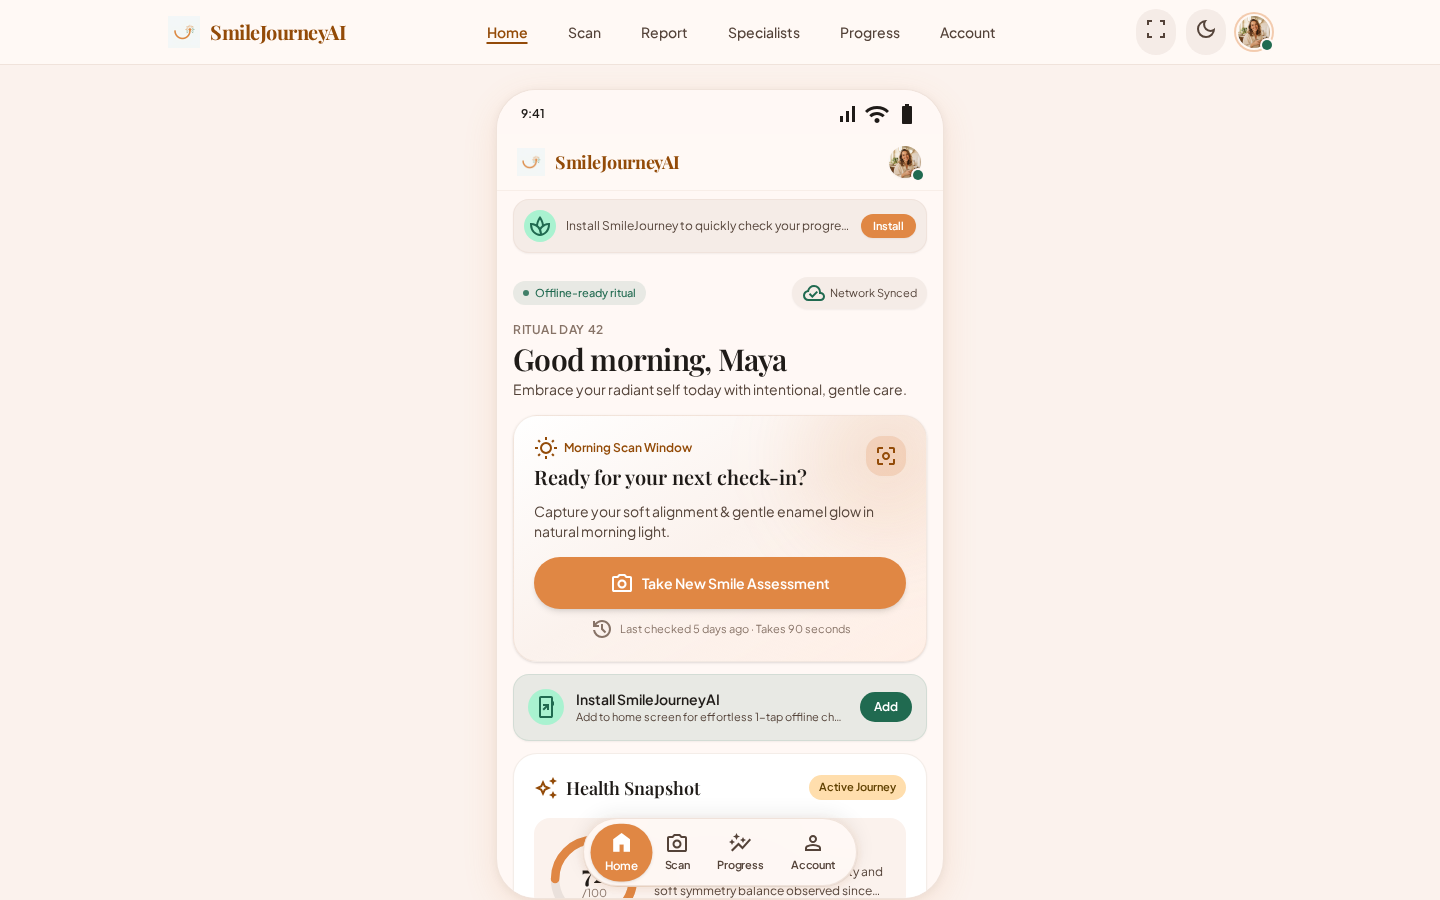 SmileJourneyAI
Home
Scan
Report
Specialists
Progress
Account
9:41
SmileJourneyAI
Install SmileJourney to quickly check your progre...
Install
Offline-ready ritual
Network Synced
RITUAL DAY 42
Good morning, Maya
Embrace your radiant self today with intentional, gentle care.
Morning Scan Window
Ready for your next check-in?
Capture your soft alignment & gentle enamel glow in
natural morning light.
Take New Smile Assessment
Last checked 5 days ago · Takes 90 seconds
Install SmileJourneyAI
Add to home screen for effortless 1-tap offline ch...
Add
Health Snapshot
Active Journey
and
/100
soft symmetry balance observed since...
Home
Scan
Progress
Account